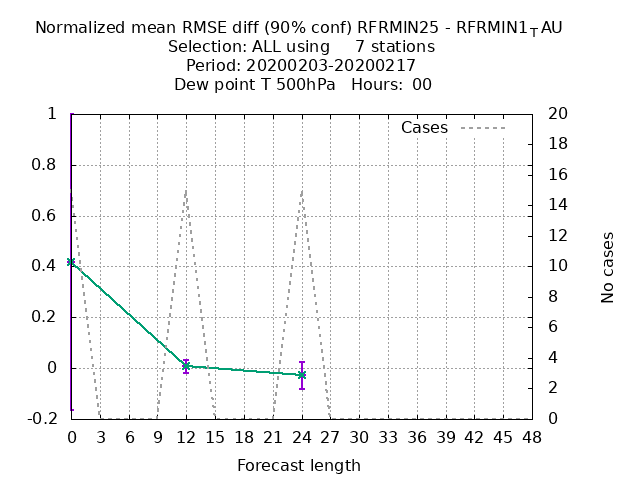 Normalized mean RMSE diff (90% conf) RFRMIN25 - RFRMIN1TAU
Selection: ALL using 7 stations
Period: 20200203-20200217
Dew point T 500hPa Hours: 00
Cases
1
0.8
0.6
0.4
0.2
0
-0.2
20
18
16
14
12
10
8
6
4
2
0
No cases
0 3 6 9 12 15 18 21 24 27 30 33 36 39 42 45 48
Forecast length